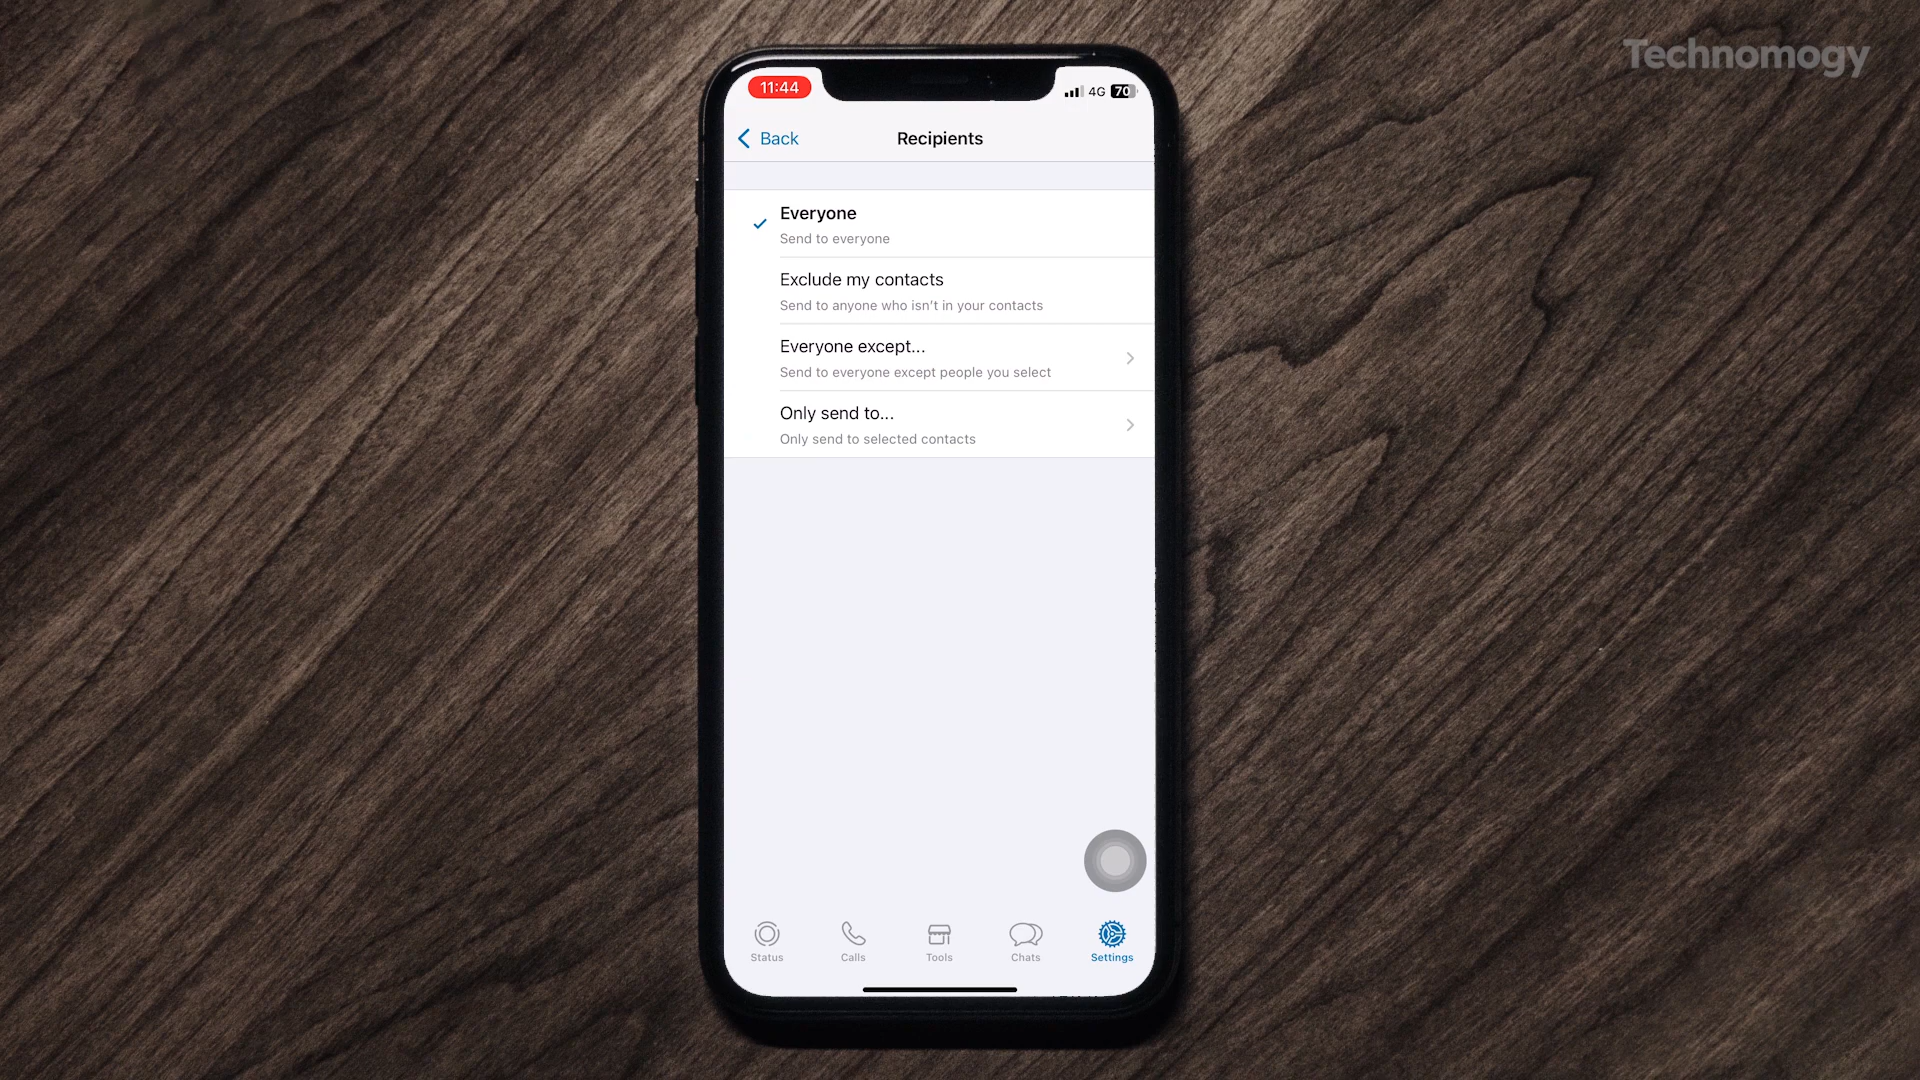 Technomogy
11:44
4G 70
Back
Recipients
Everyone
Send to everyone
Exclude my contacts
Send to anyone who isn't in your contacts
Everyone except...
Send to everyone except people you select
Only send to...
Only send to selected contacts
Status
Calls
Tools
Chats
Settings